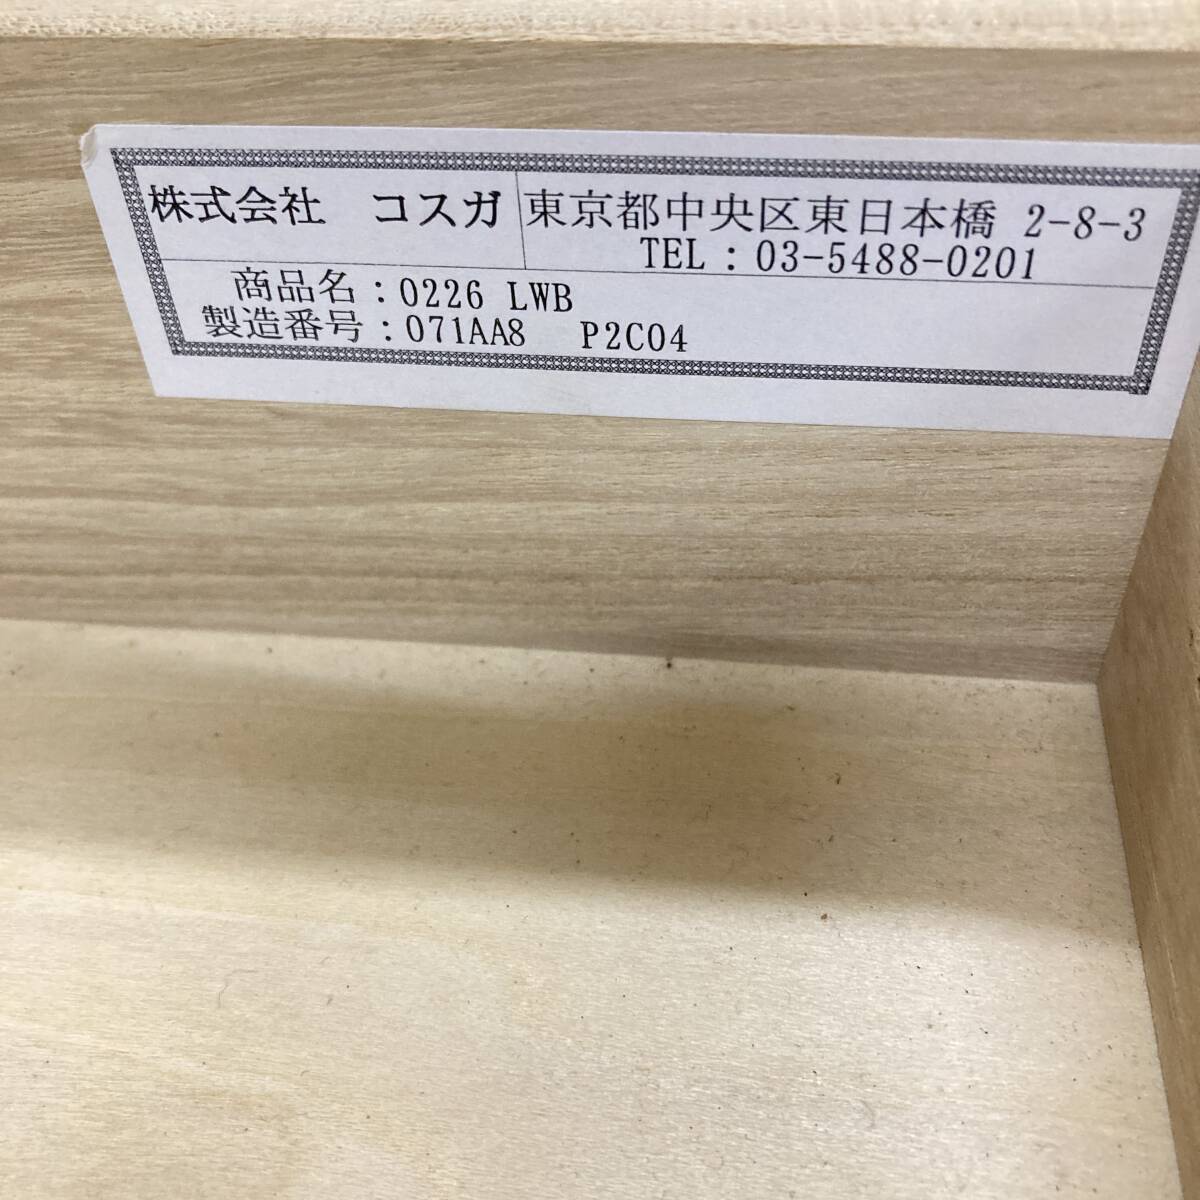 株式会社　コスガ
東京都中央区東日本橋 2-8-3
TEL：03-5488-0201
商品名：0226 LWB
製造番号：071AA8　P2C04